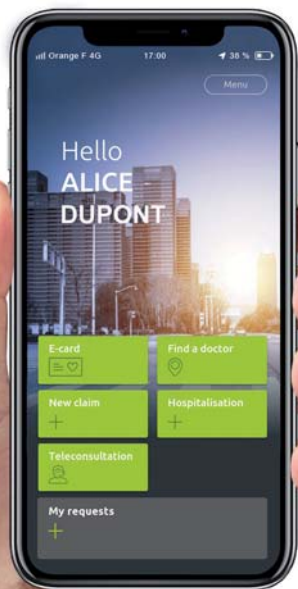 Orange F 4G 17:00 38 %
Menu
Hello
ALICE
DUPONT
E-card Find a doctor
New claim Hospitalisation
Teleconsultation
My requests